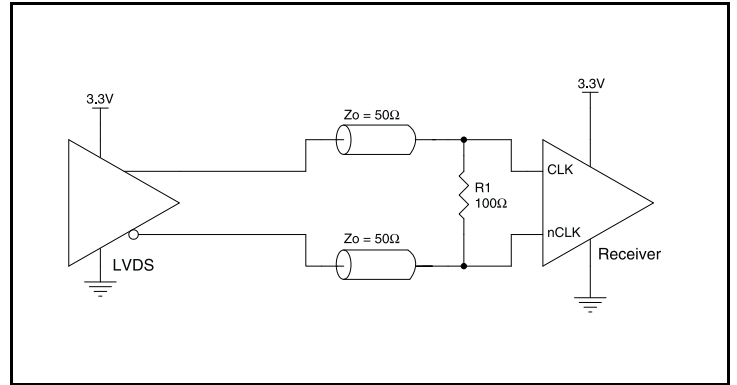 3.3V
3.3V
Zo = 50Ω
CLK
R1
100Ω
nCLK
Zo = 50Ω
Receiver
LVDS